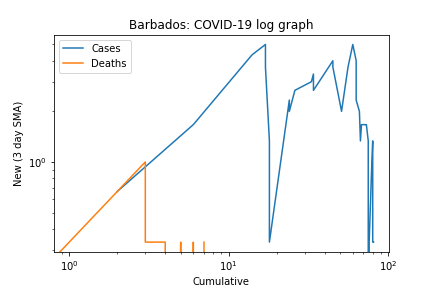 Barbados: COVID-19 log graph
Cases
Deaths
New (3 day SMA)
10⁰
10⁰
10¹
10²
Cumulative